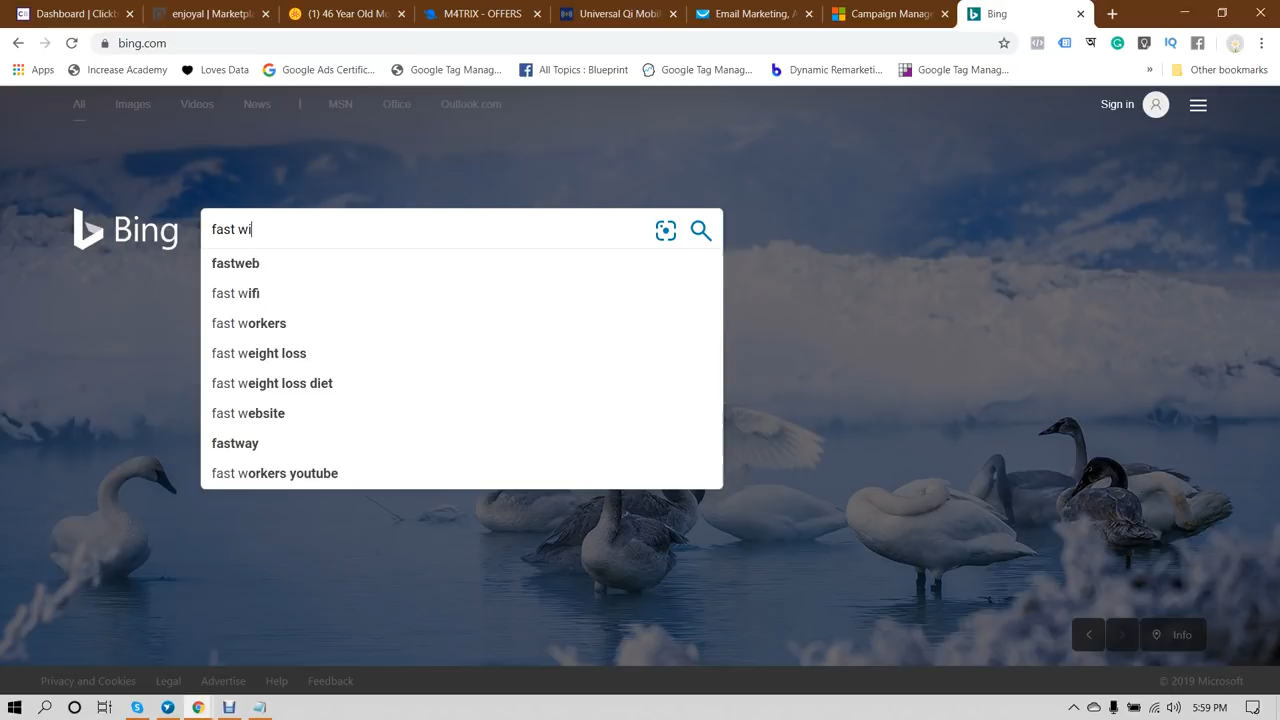 Dashboard | Clickb
enjoyal | Marketpla
(1) 46 Year Old Mo
M4TRIX - OFFERS
Universal Qi Mobil
Email Marketing, A
Campaign Manage
Bing
bing.com
Apps
Increase Academy
Loves Data
Google Ads Certific...
Google Tag Manag...
All Topics : Blueprint
Google Tag Manag...
Dynamic Remarketi...
Google Tag Manag...
»
Other bookmarks
All Images Videos News | MSN Office Outlook.com
Sign in
Bing
fast wi
fastweb
fast wifi
fast workers
fast weight loss
fast weight loss diet
fast website
fastway
fast workers youtube
Info
Privacy and Cookies Legal Advertise Help Feedback
© 2019 Microsoft
5:59 PM